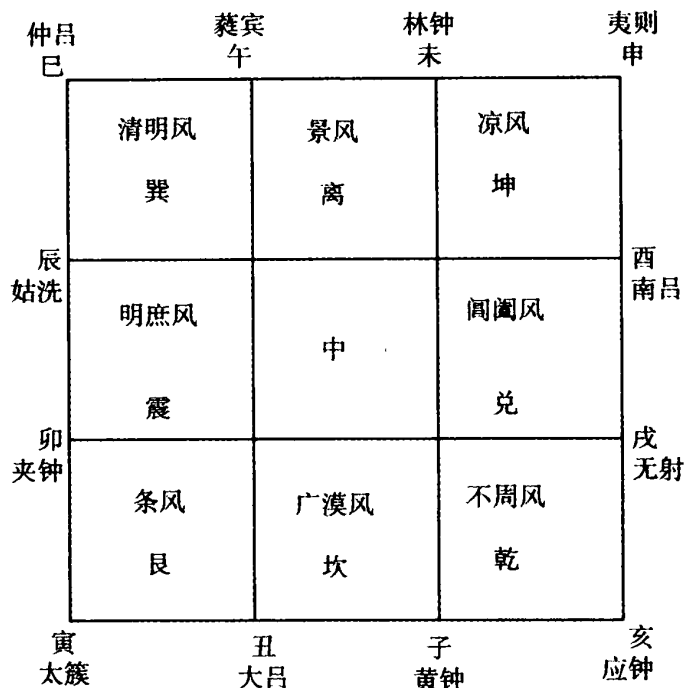 仲吕 蕤宾 林钟 夷则
巳 午 未 申
清明风 景风 凉风
巽 离 坤
辰 酉
姑洗 南吕
明庶风 阊阖风
中
震 兑
卯 戌
夹钟 无射
条风 广漠风 不周风
艮 坎 乾
寅 丑 子 亥
太簇 大吕 黄钟 应钟